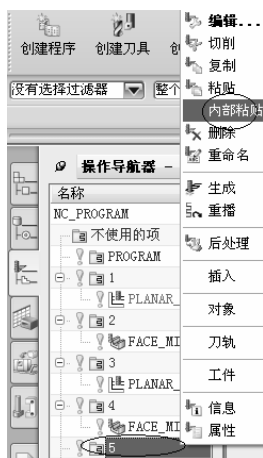 创建程序
创建刀具
没有选择过滤器
整个
操作导航器 -
名称
NC_PROGRAM
不使用的项
PROGRAM
1
PLANAR_
2
FACE_MI
3
PLANAR_
4
FACE_MI
5
编辑...
切削
复制
粘贴
内部粘贴
删除
重命名
生成
重播
后处理
插入
对象
刀轨
工件
信息
属性